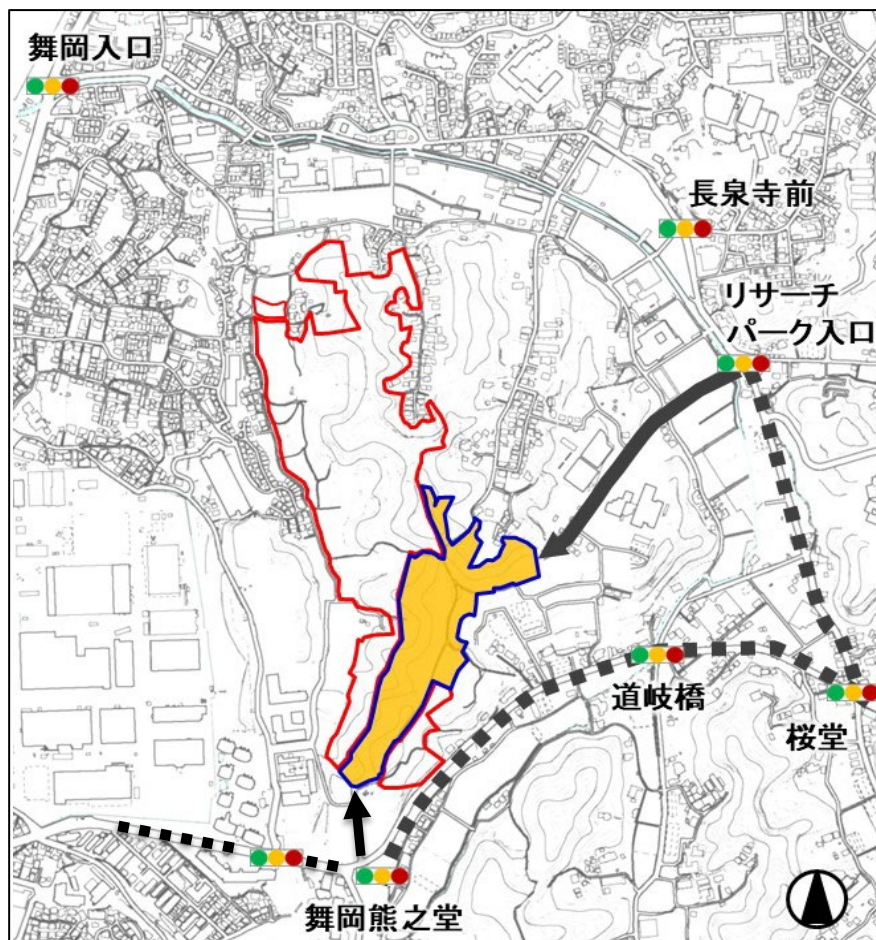 舞岡入口
長泉寺前
リサーチ
パーク入口
道岐橋
桜堂
舞岡熊之堂